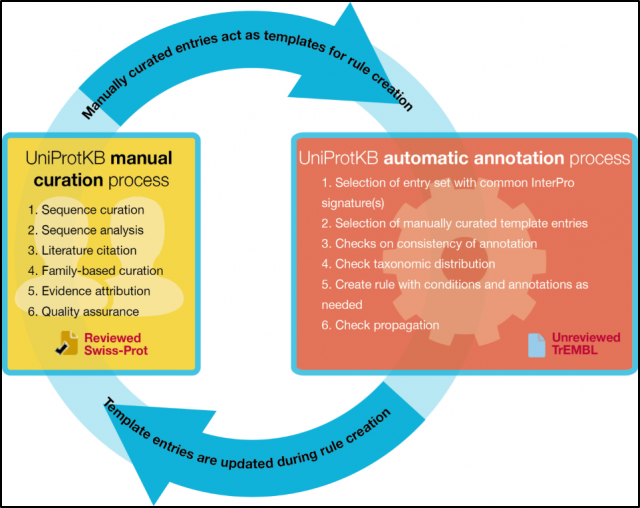 Manually curated entries act as templates for rule creation
UniProtKB manual
curation process
1. Sequence curation
2. Sequence analysis
3. Literature citation
4. Family-based curation
5. Evidence attribution
6. Quality assurance
Reviewed
Swiss-Prot
UniProtKB automatic annotation process
1. Selection of entry set with common InterPro
signature(s)
2. Selection of manually curated template entries
3. Checks on consistency of annotation
4. Check taxonomic distribution
5. Create rule with conditions and annotations as
needed
6. Check propagation
Unreviewed
TrEMBL
Template entries are updated during rule creation